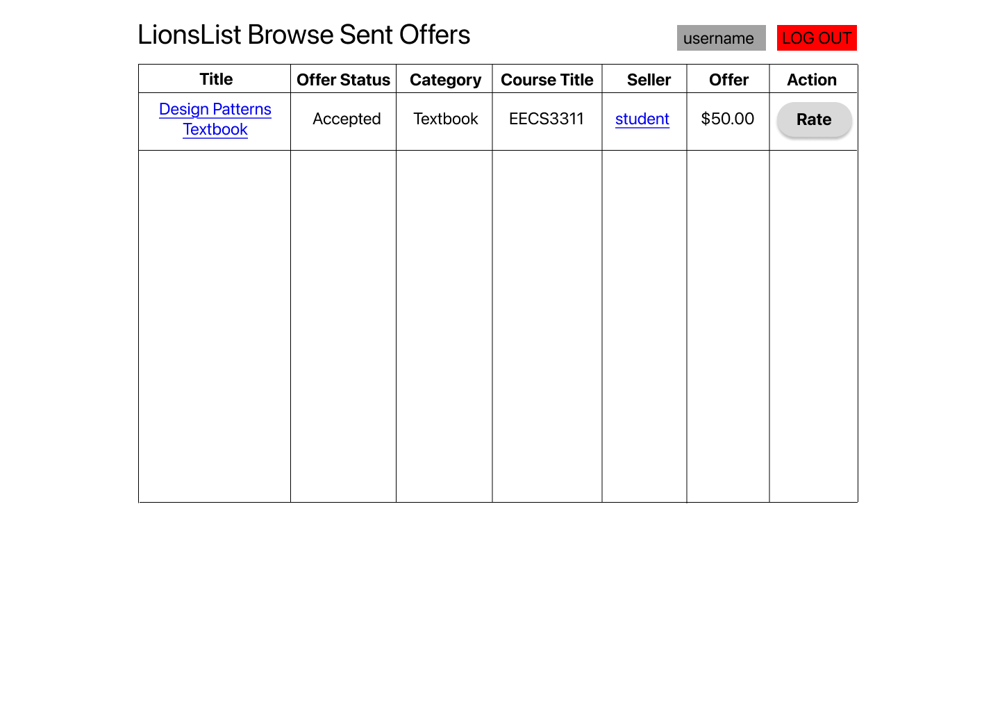 LionsList Browse Sent Offers
username
LOG OUT
Title
Offer Status
Category
Course Title
Seller
Offer
Action
Design Patterns
Textbook
Accepted
Textbook
EECS3311
student
$50.00
Rate